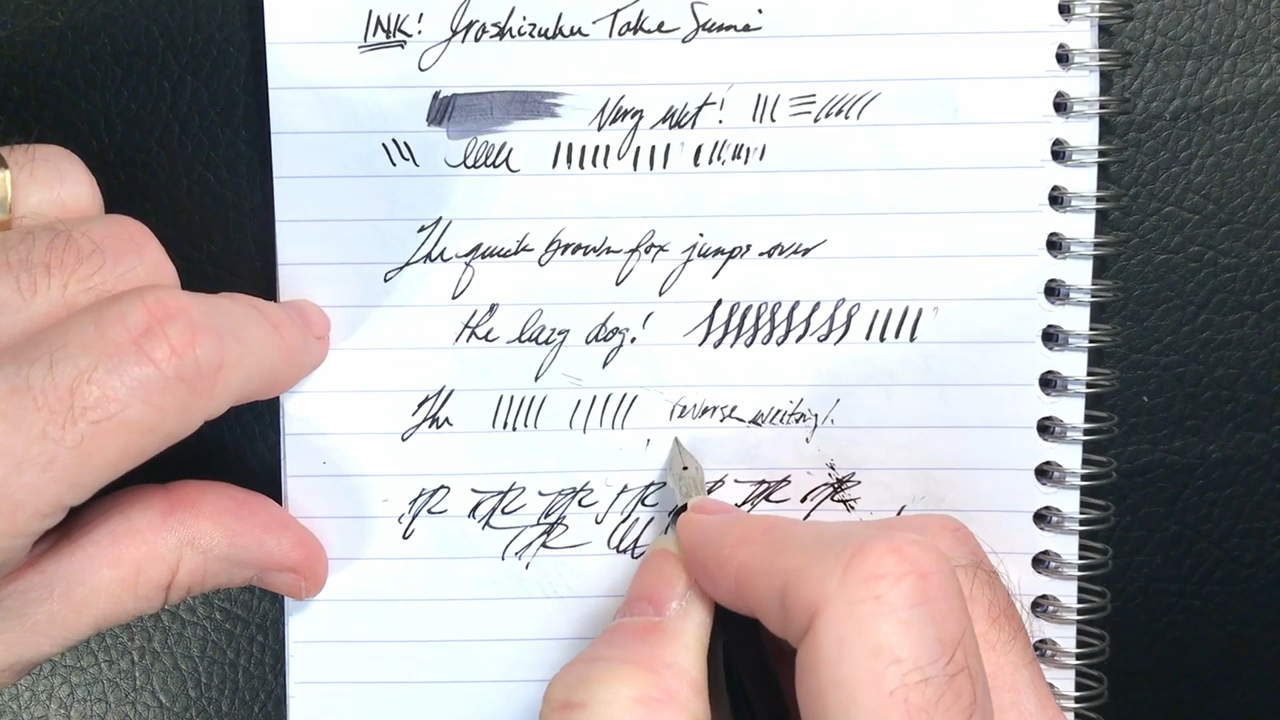 INK: Iroshizuku Take Sumi
Very wet!
The quick brown fox jumps over
the lazy dog!
The reverse writing!